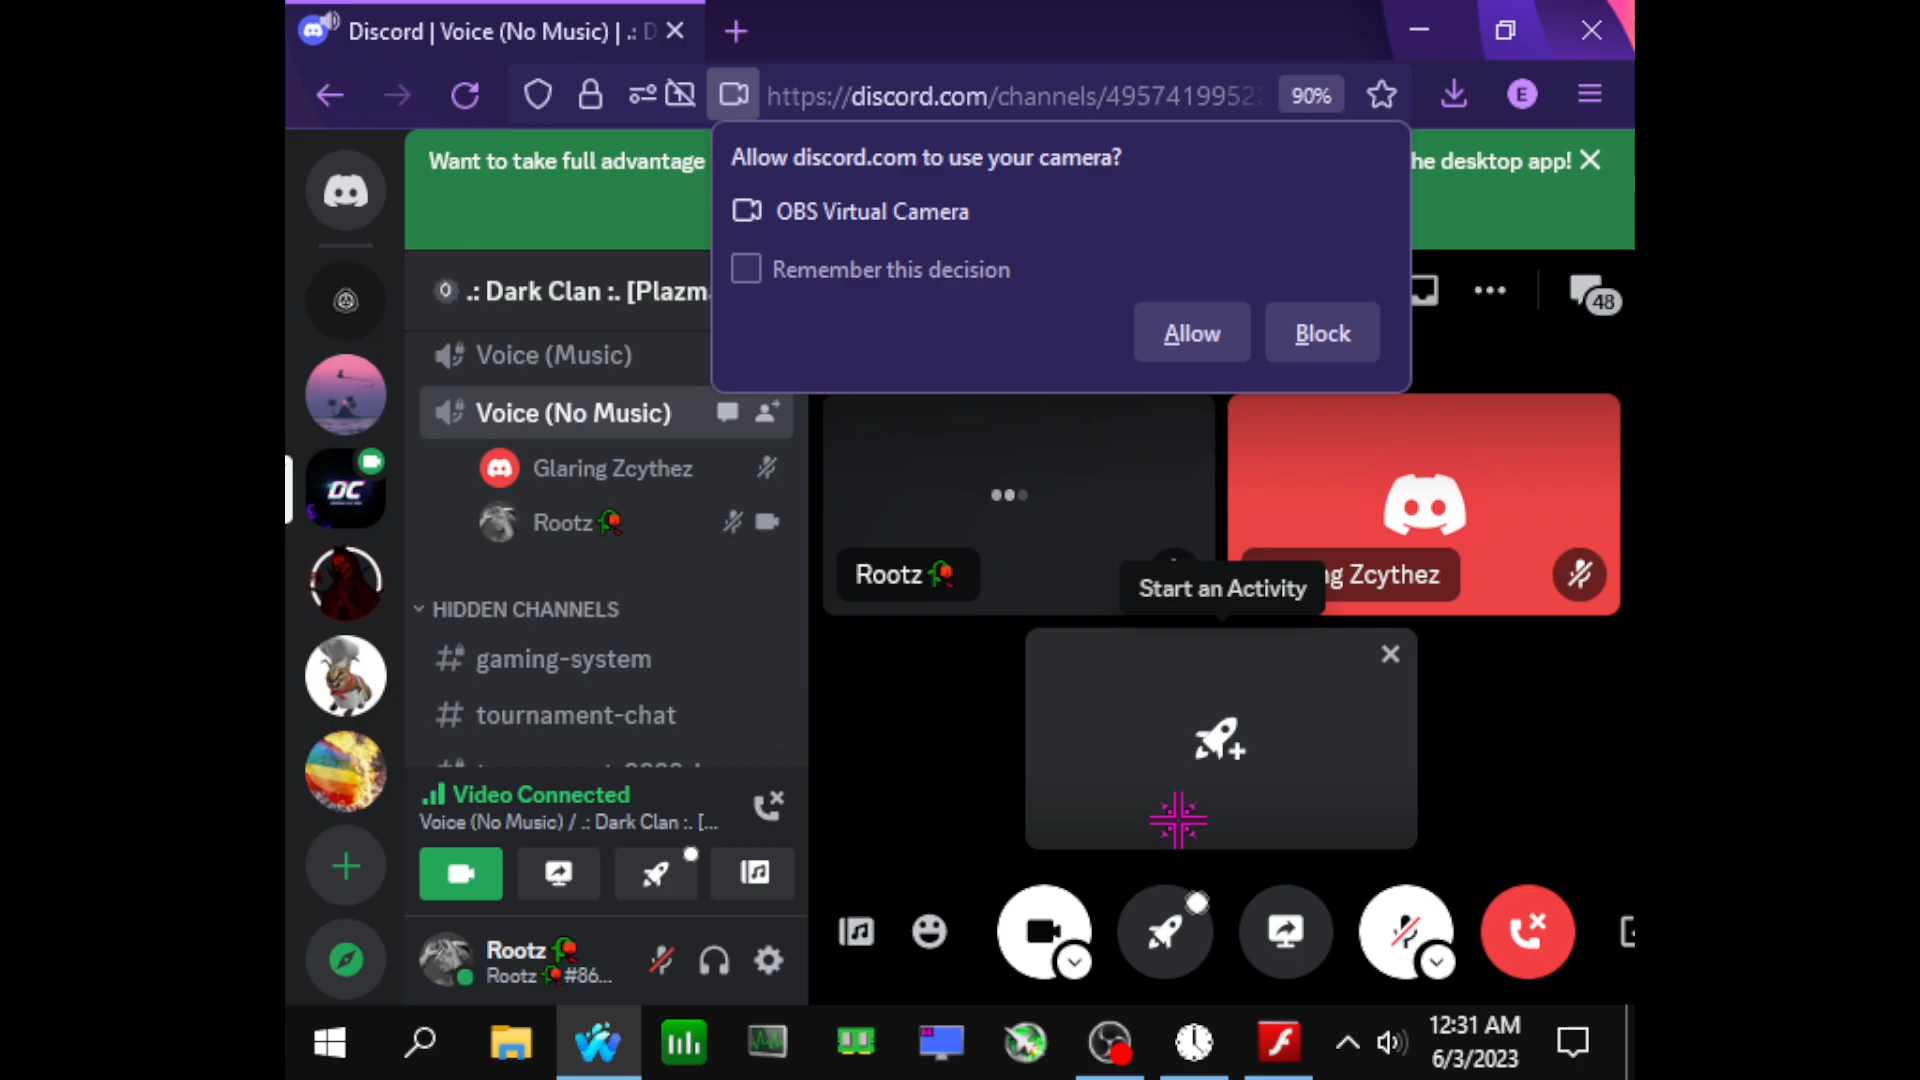 Discord | Voice (No Music) | .: D
https://discord.com/channels/49574199522
90%
E
Want to take full advantage
he desktop app!
Allow discord.com to use your camera?
OBS Virtual Camera
Remember this decision
Allow
Block
.: Dark Clan :. [Plazm
48
Voice (Music)
Voice (No Music)
Glaring Zcythez
Rootz
DC
HIDDEN CHANNELS
gaming-system
tournament-chat
Rootz
ng Zcythez
Start an Activity
Video Connected
Voice (No Music) / .: Dark Clan :. [...
Rootz
Rootz #86...
12:31 AM
6/3/2023